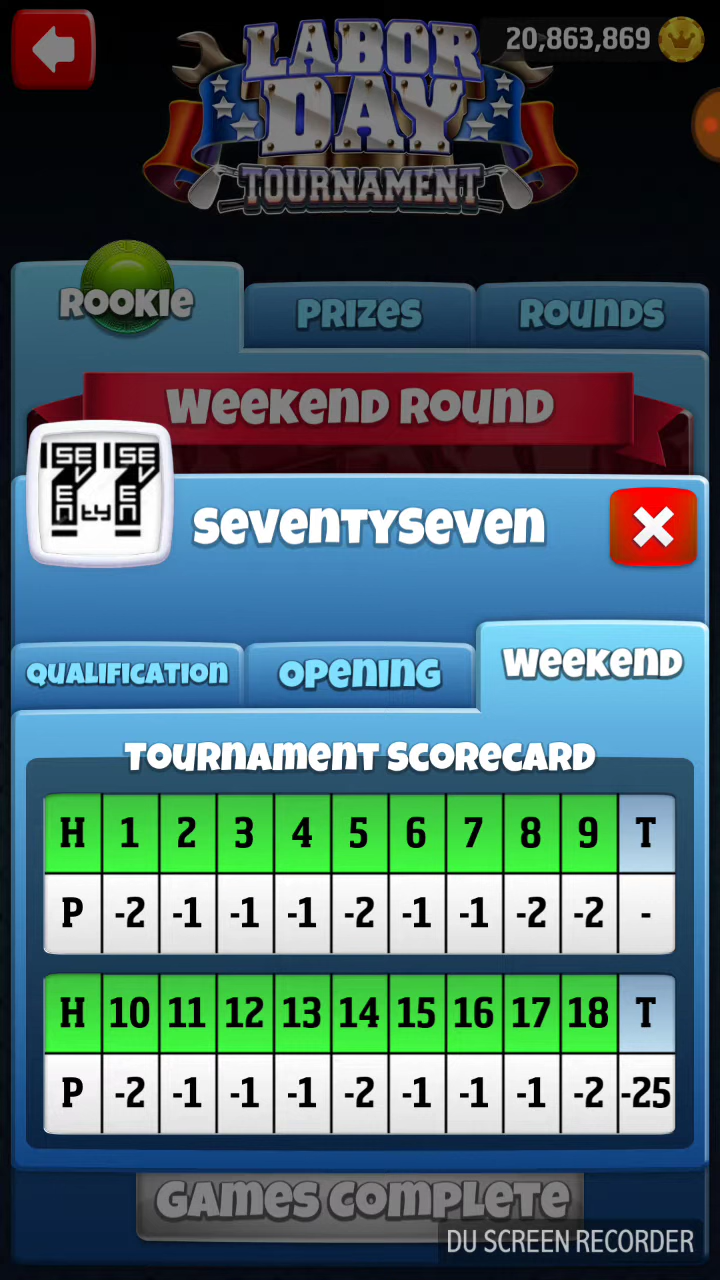 LABOR
20,863,869
DAY
TOURNAMENT
ROOKIE
PRIZES
ROUNDS
WEEKEND ROUND
SEVEN tY SEVEN
SEVENTYSEVEN
QUALIFICATION
OPENING
WEEKEND
TOURNAMENT SCORECARD
H 1 2 3 4 5 6 7 8 9 T
P -2 -1 -1 -1 -2 -1 -1 -2 -2 -
H 10 11 12 13 14 15 16 17 18 T
P -2 -1 -1 -1 -2 -1 -1 -1 -2 -25
GAMES COMPLETE
DU SCREEN RECORDER